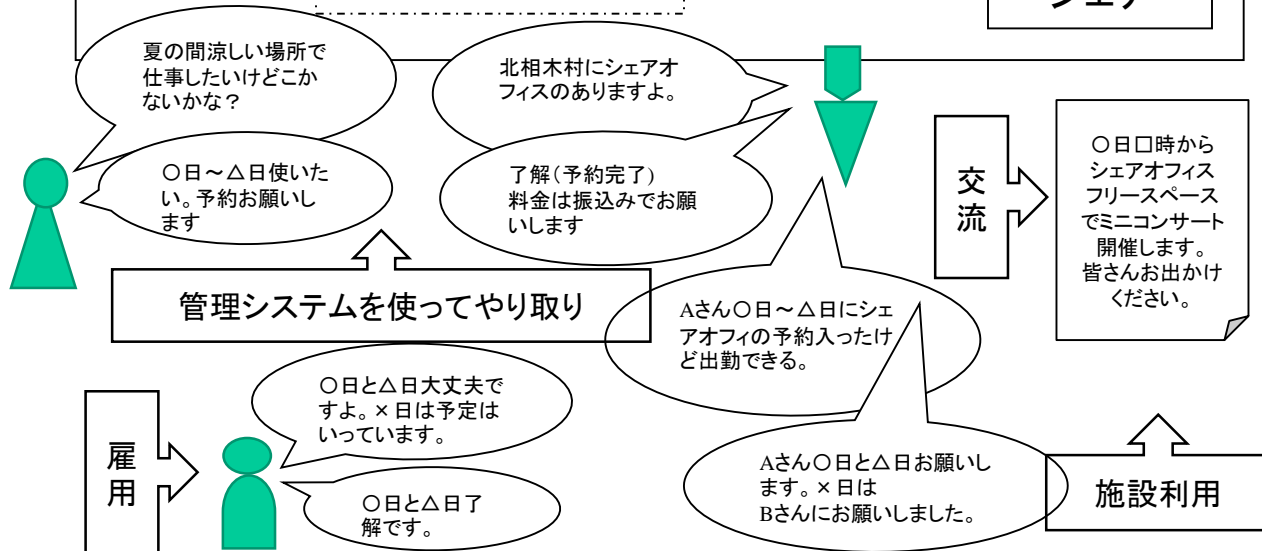 夏の間涼しい場所で
仕事したいけどどこか
ないかな？
北相木村にシェアオ
フィスのありますよ。
〇日～△日使いた
い。予約お願いし
ます
了解（予約完了）
料金は振込みでお願
いします
交
流
〇日□時から
シェアオフィス
フリースペース
でミニコンサート
開催します。
皆さんお出かけ
ください。
管理システムを使ってやり取り
Aさん〇日～△日にシェ
アオフィの予約入ったけ
ど出勤できる。
〇日と△日大丈夫で
すよ。×日は予定は
いっています。
雇
用
〇日と△日了
解です。
Aさん〇日と△日お願いし
ます。×日は
Bさんにお願いしました。
施設利用